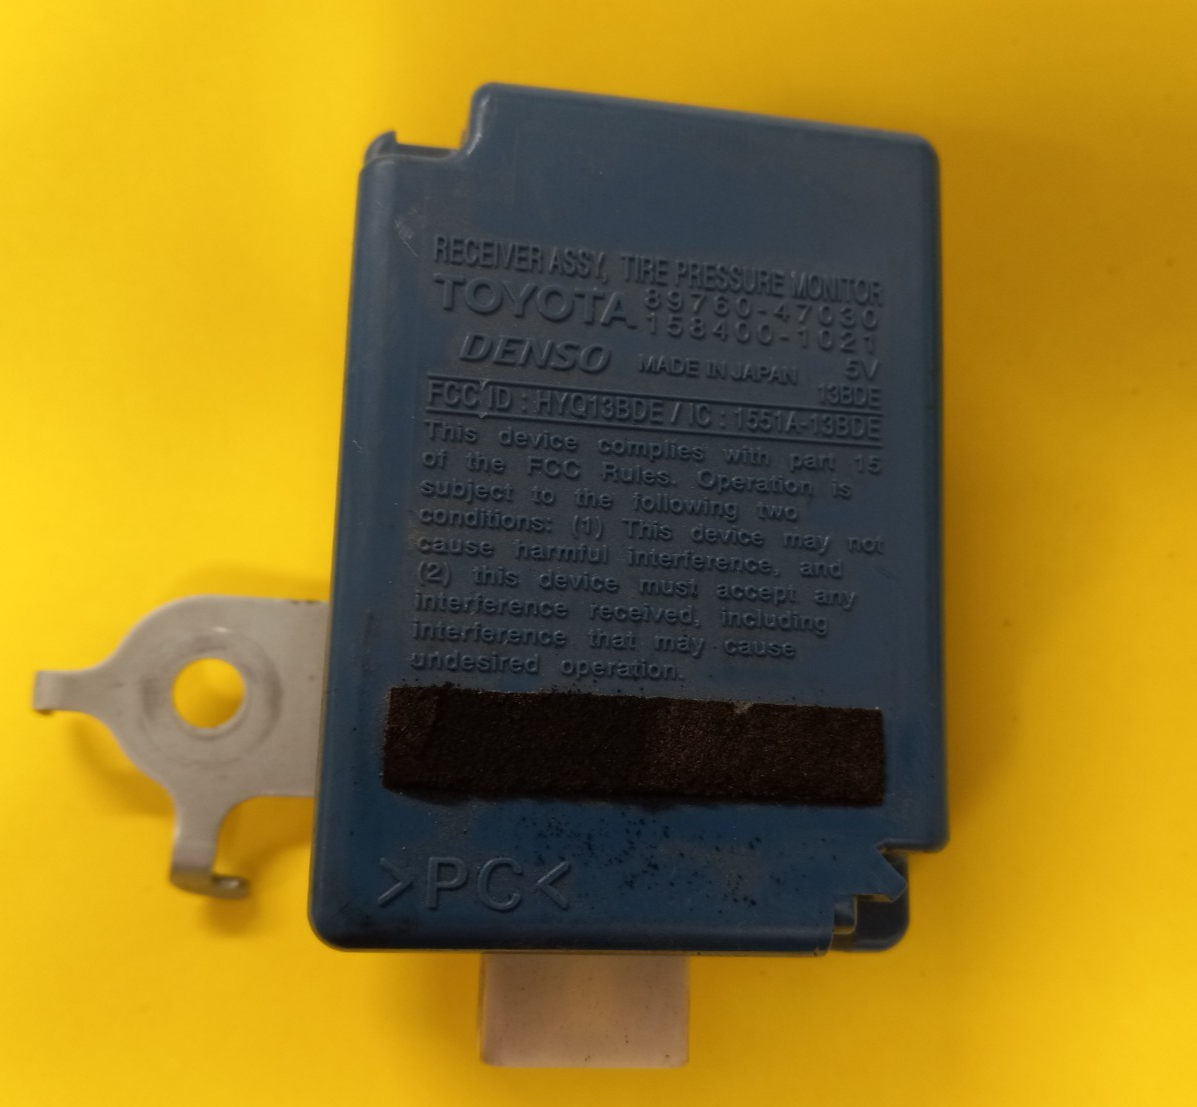 RECEIVER ASSY, TIRE PRESSURE MONITOR
TOYOTA 89760-47030
158400-1021
DENSO MADE IN JAPAN 5V
13BDE
FCC ID : HYQ13BDE / IC : 1551A-13BDE
This device complies with part 15
of the FCC Rules. Operation is
subject to the following two
conditions: (1) This device may not
cause harmful interference, and
(2) this device must accept any
interference received, including
interference that may cause
undesired operation.
>PC<